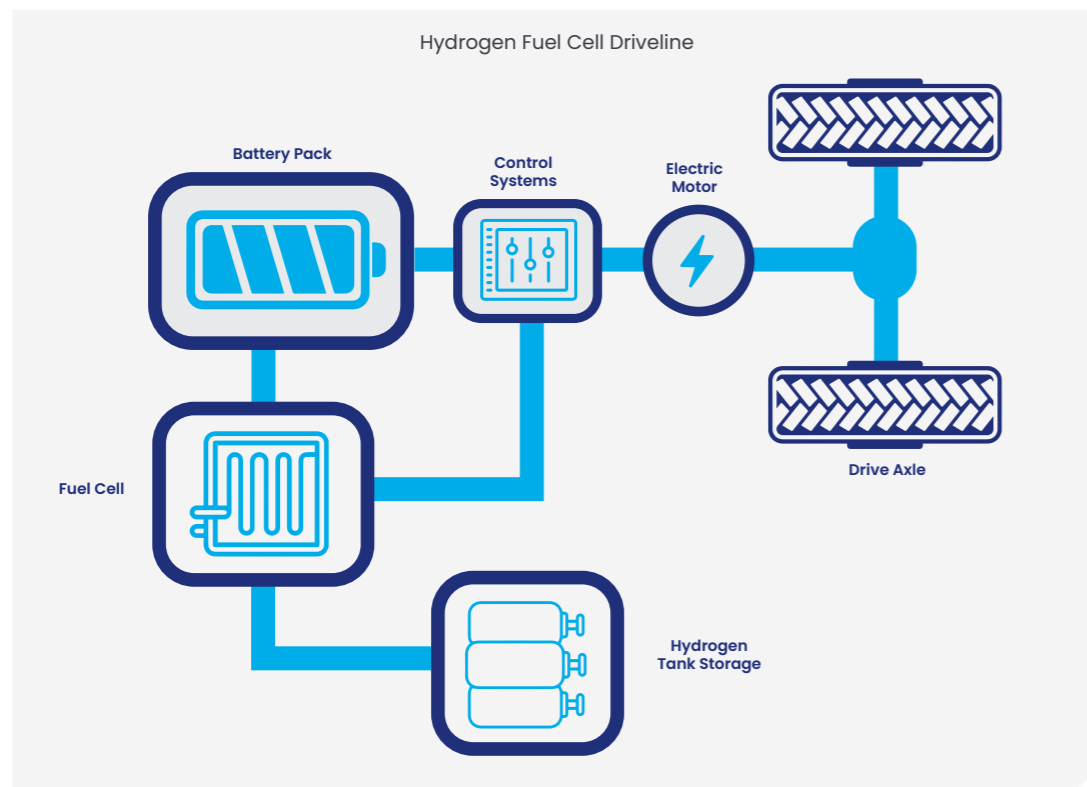 Hydrogen Fuel Cell Driveline
Battery Pack
Control
Systems
Electric
Motor
Fuel Cell
Drive Axle
Hydrogen
Tank Storage